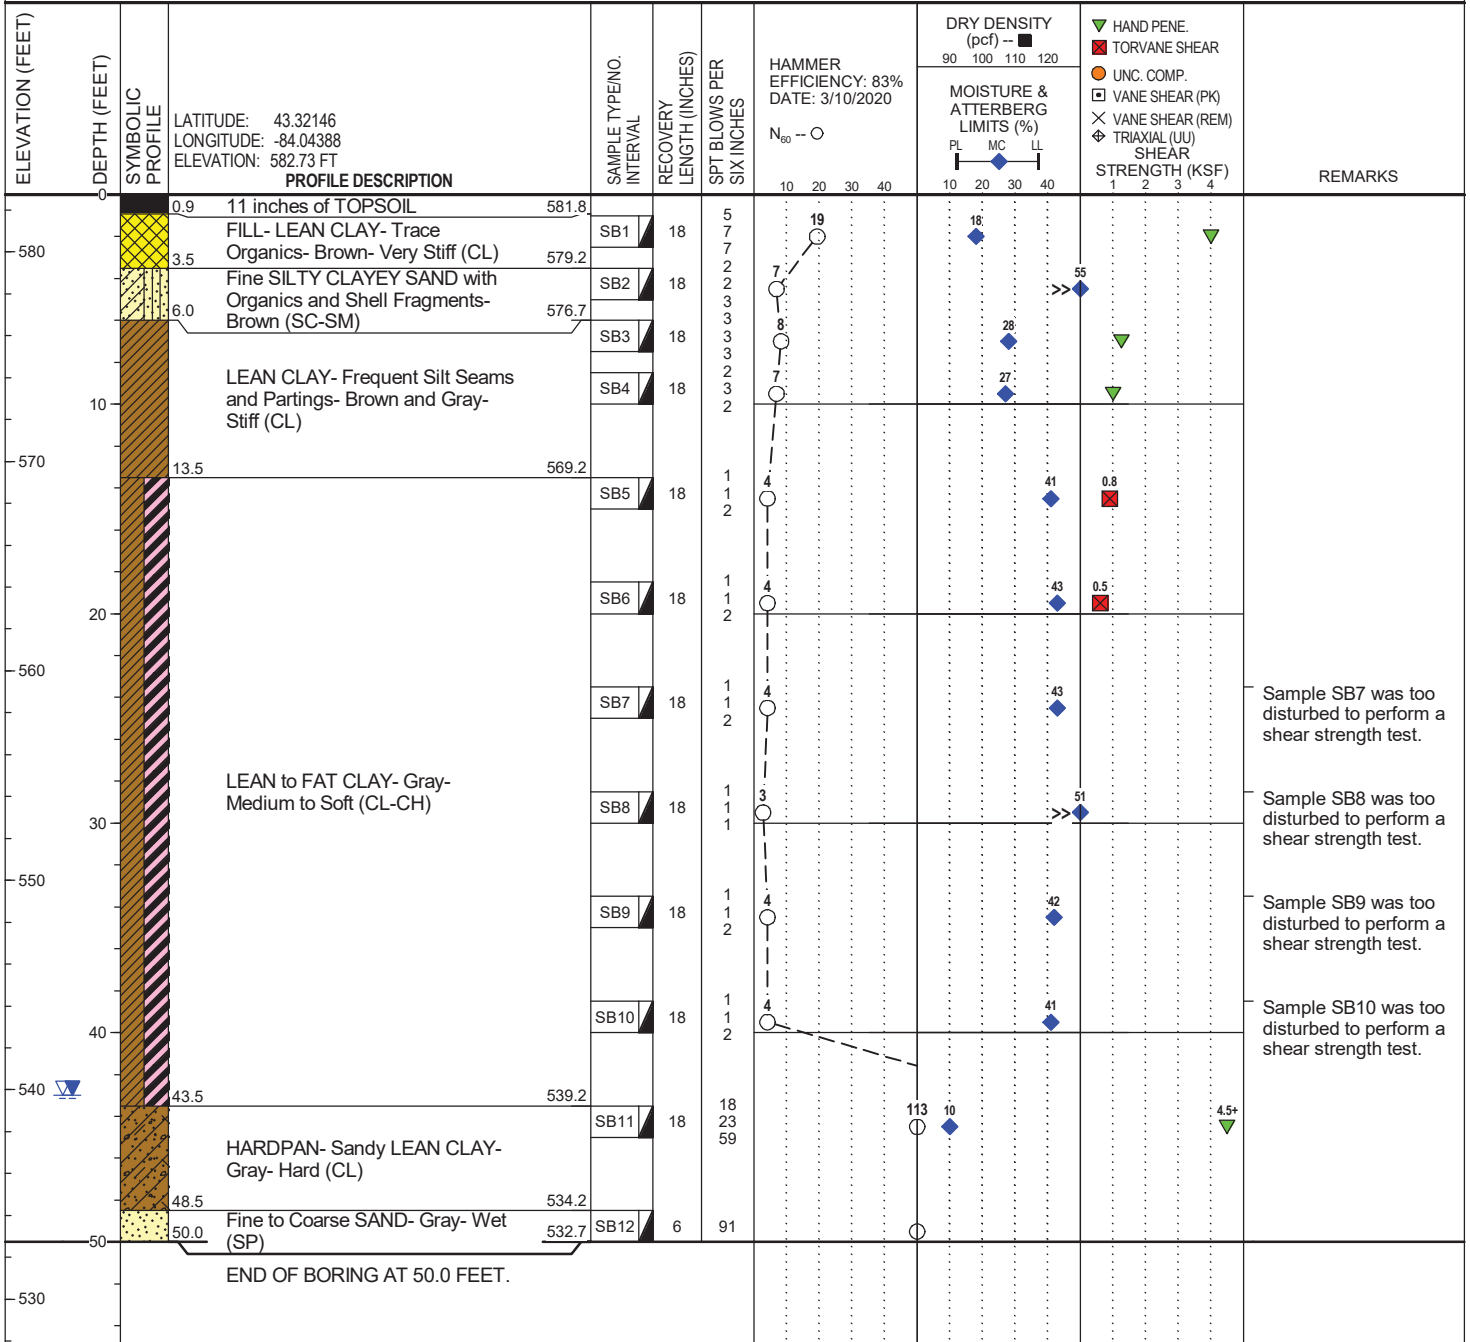 ELEVATION (FEET)
DEPTH (FEET)
SYMBOLIC PROFILE
LATITUDE: 43.32146
LONGITUDE: -84.04388
ELEVATION: 582.73 FT
PROFILE DESCRIPTION
SAMPLE TYPE/NO. INTERVAL
RECOVERY LENGTH (INCHES)
SPT BLOWS PER SIX INCHES
HAMMER
EFFICIENCY: 83%
DATE: 3/10/2020
N60 -- O
10 20 30 40
DRY DENSITY
(pcf) -- ■
90 100 110 120
MOISTURE &
ATTERBERG
LIMITS (%)
PL MC LL
10 20 30 40
HAND PENE.
TORVANE SHEAR
UNC. COMP.
VANE SHEAR (PK)
VANE SHEAR (REM)
TRIAXIAL (UU)
SHEAR
STRENGTH (KSF)
1 2 3 4
REMARKS
0
0.9 11 inches of TOPSOIL 581.8
FILL- LEAN CLAY- Trace
Organics- Brown- Very Stiff (CL)
3.5 579.2
SB1 18
5
7
7
19
18
580
Fine SILTY CLAYEY SAND with
Organics and Shell Fragments-
Brown (SC-SM)
6.0 576.7
SB2 18
2
2
3
7
>> 55
LEAN CLAY- Frequent Silt Seams
and Partings- Brown and Gray-
Stiff (CL)
SB3 18
3
3
3
8
28
SB4 18
2
3
2
7
27
10
570
13.5 569.2
SB5 18
1
1
2
4
41
0.8
SB6 18
1
1
2
4
43
0.5
20
560
LEAN to FAT CLAY- Gray-
Medium to Soft (CL-CH)
SB7 18
1
1
2
4
43
Sample SB7 was too
disturbed to perform a
shear strength test.
SB8 18
1
1
1
3
>> 51
Sample SB8 was too
disturbed to perform a
shear strength test.
30
550
SB9 18
1
1
2
4
42
Sample SB9 was too
disturbed to perform a
shear strength test.
SB10 18
1
1
2
4
41
Sample SB10 was too
disturbed to perform a
shear strength test.
40
540
43.5 539.2
SB11 18
18
23
59
113
10
4.5+
HARDPAN- Sandy LEAN CLAY-
Gray- Hard (CL)
48.5 534.2
Fine to Coarse SAND- Gray- Wet
(SP)
50.0 532.7
SB12 6 91
50
END OF BORING AT 50.0 FEET.
530